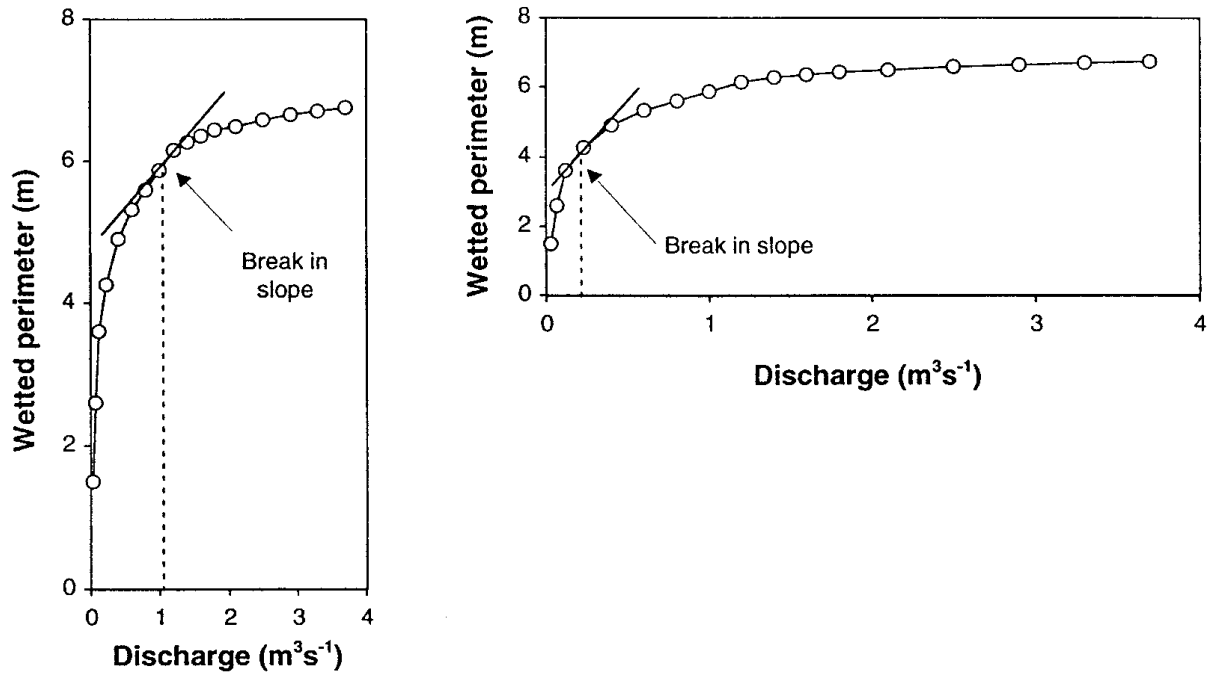 8
6
4
2
0
Wetted perimeter (m)
Break in
slope
0 1 2 3 4
Discharge (m³s⁻¹)
8
6
4
2
0
Wetted perimeter (m)
Break in slope
0 1 2 3 4
Discharge (m³s⁻¹)